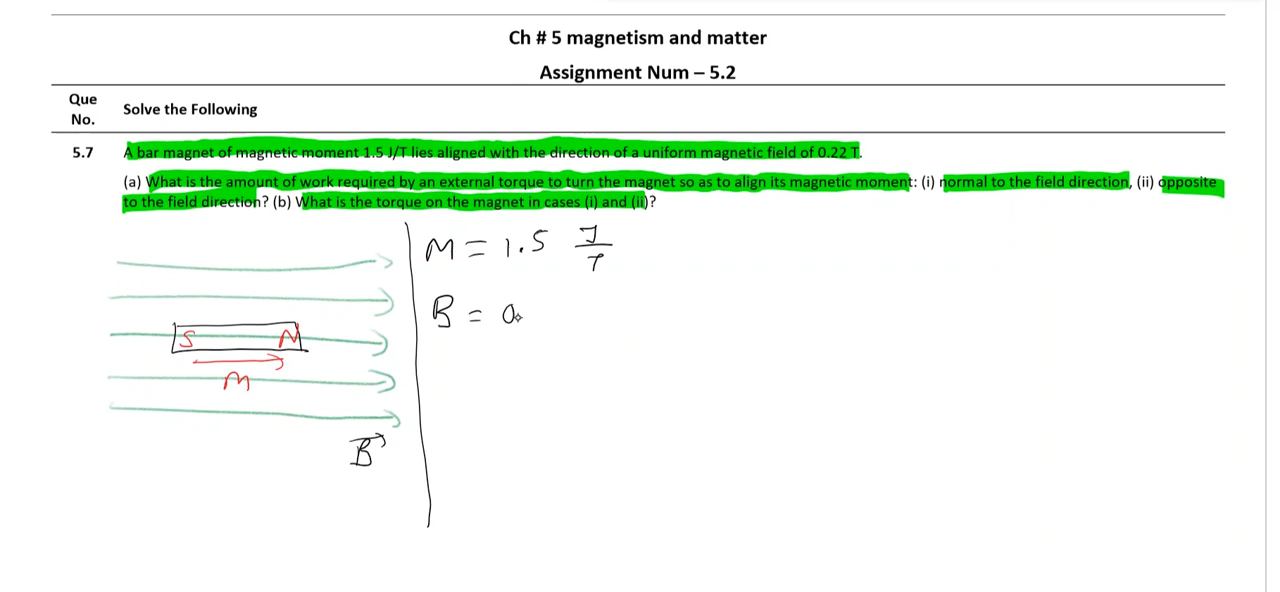 Ch # 5 magnetism and matter
Assignment Num – 5.2
Que No.
Solve the Following
5.7
A bar magnet of magnetic moment 1.5 J/T lies aligned with the direction of a uniform magnetic field of 0.22 T.
(a) What is the amount of work required by an external torque to turn the magnet so as to align its magnetic moment: (i) normal to the field direction, (ii) opposite
to the field direction? (b) What is the torque on the magnet in cases (i) and (ii)?
M = 1.5 J/T
B = 0
S N
M
B